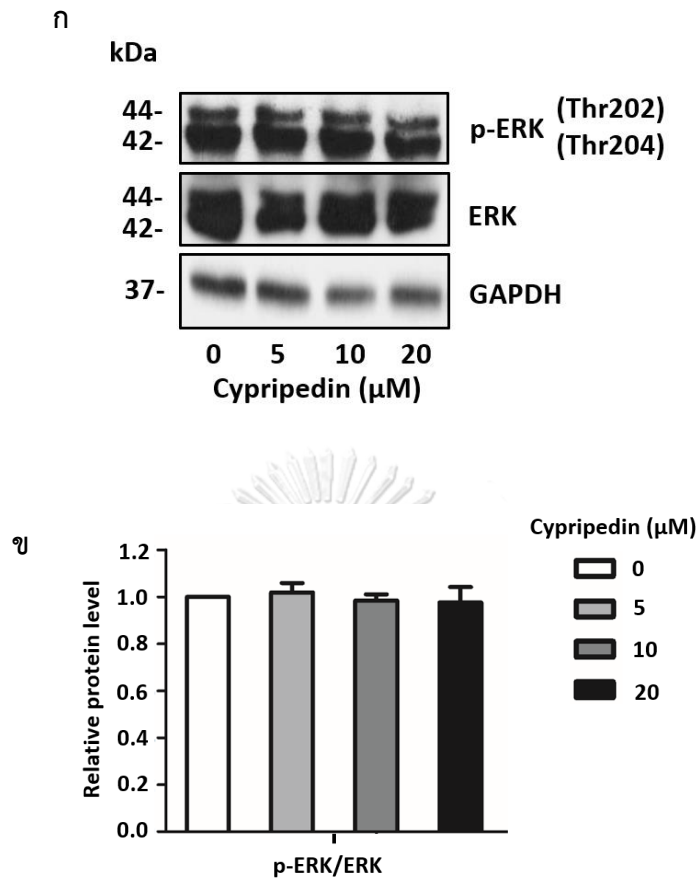 ก
kDa
44-
42-
p-ERK
(Thr202)
(Thr204)
44-
42-
ERK
37-
GAPDH
0 5 10 20
Cypripedin (µM)
ข
Cypripedin (µM)
0
5
10
20
Relative protein level
1.2
1.0
0.8
0.6
0.4
0.2
0.0
p-ERK/ERK